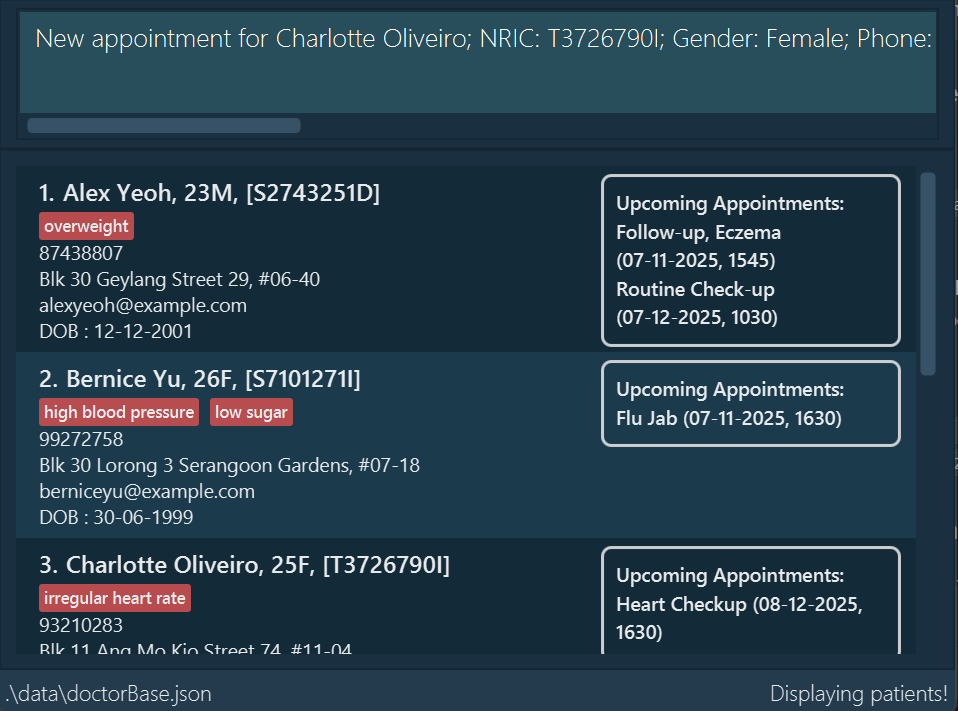 New appointment for Charlotte Oliveiro; NRIC: T3726790I; Gender: Female; Phone:
1. Alex Yeoh, 23M, [S2743251D]
overweight
87438807
Blk 30 Geylang Street 29, #06-40
alexyeoh@example.com
DOB : 12-12-2001
Upcoming Appointments:
Follow-up, Eczema
(07-11-2025, 1545)
Routine Check-up
(07-12-2025, 1030)
2. Bernice Yu, 26F, [S7101271I]
high blood pressure low sugar
99272758
Blk 30 Lorong 3 Serangoon Gardens, #07-18
berniceyu@example.com
DOB : 30-06-1999
Upcoming Appointments:
Flu Jab (07-11-2025, 1630)
3. Charlotte Oliveiro, 25F, [T3726790I]
irregular heart rate
93210283
Blk 11 Ang Mo Kio Street 74, #11-04
Upcoming Appointments:
Heart Checkup (08-12-2025,
1630)
.\data\doctorBase.json
Displaying patients!